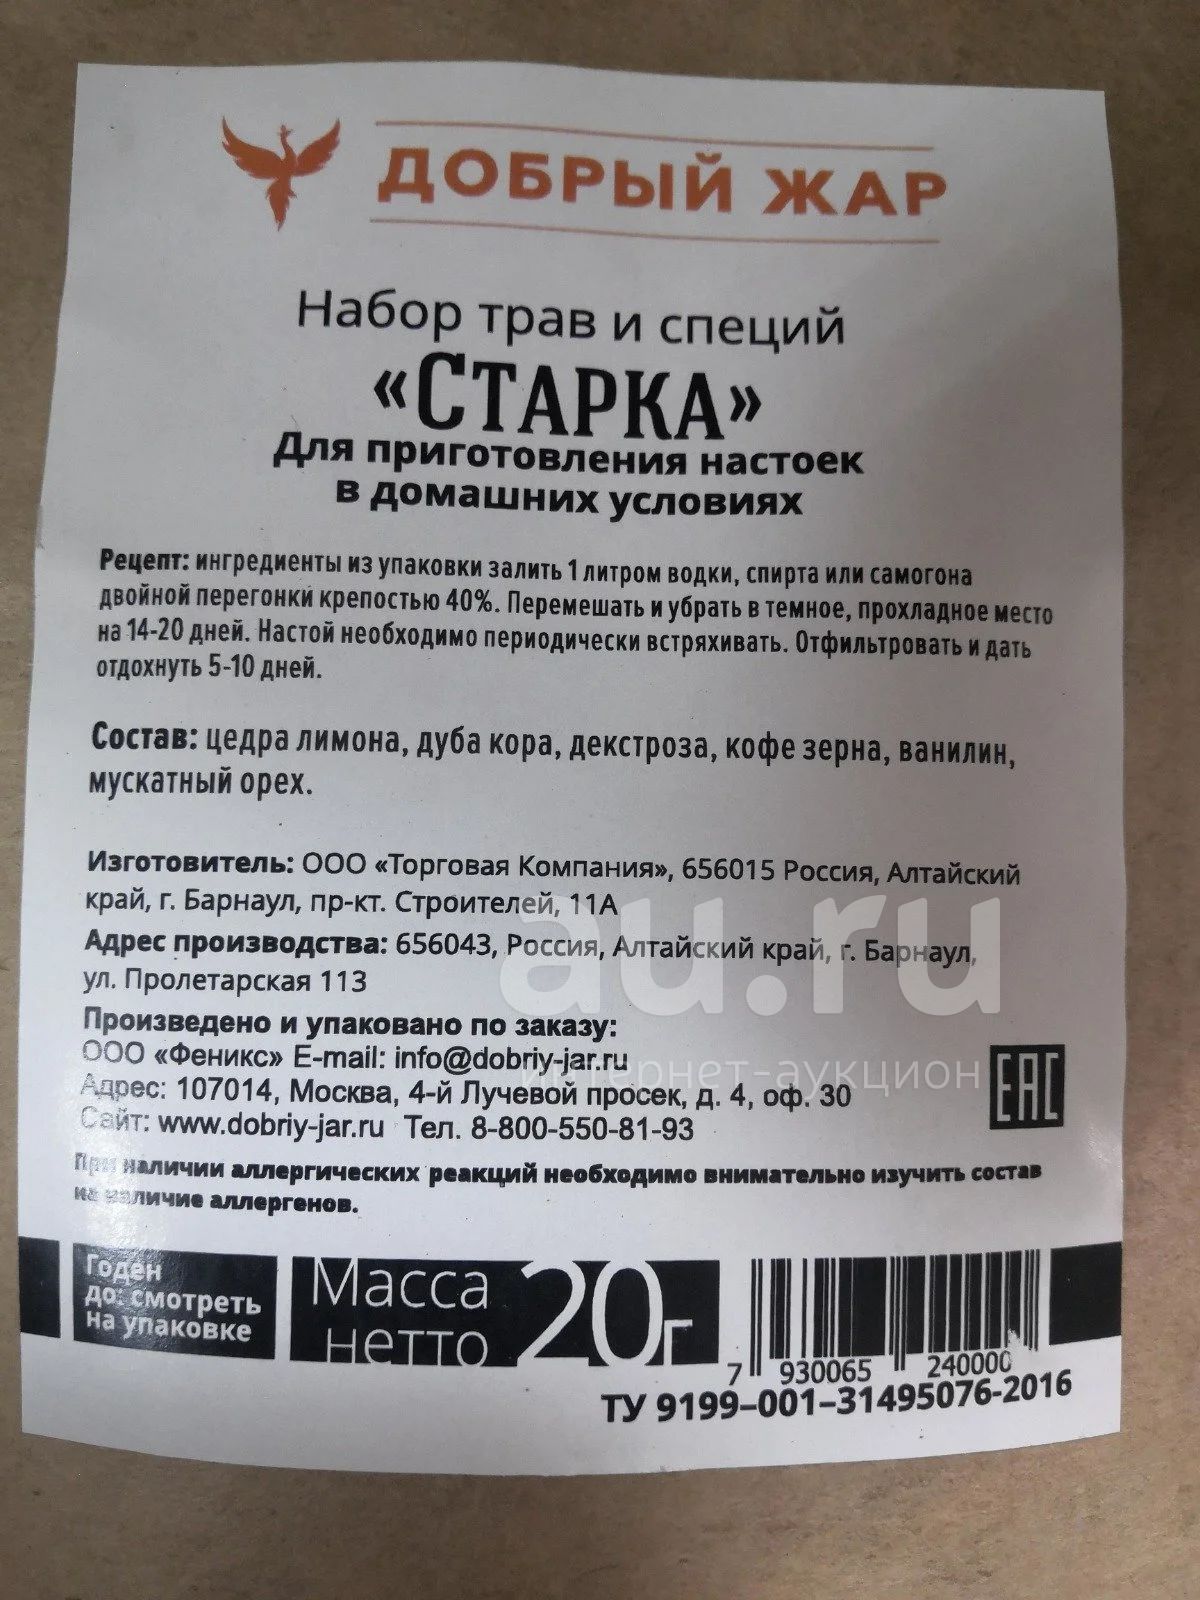 ДОБРЫЙ ЖАР
Набор трав и специй
«СТАРКА»
Для приготовления настоек
в домашних условиях
Рецепт: ингредиенты из упаковки залить 1 литром водки, спирта или самогона
двойной перегонки крепостью 40%. Перемешать и убрать в темное, прохладное место
на 14-20 дней. Настой необходимо периодически встряхивать. Отфильтровать и дать
отдохнуть 5-10 дней.
Состав: цедра лимона, дуба кора, декстроза, кофе зерна, ванилин,
мускатный орех.
Изготовитель: ООО «Торговая Компания», 656015 Россия, Алтайский
край, г. Барнаул, пр-кт. Строителей, 11А
Адрес производства: 656043, Россия, Алтайский край, г. Барнаул,
ул. Пролетарская 113
Произведено и упаковано по заказу:
ООО «Феникс» E-mail: info@dobriy-jar.ru
Адрес: 107014, Москва, 4-й Лучевой просек, д. 4, оф. 30
Сайт: www.dobriy-jar.ru Тел. 8-800-550-81-93
При наличии аллергических реакций необходимо внимательно изучить состав
на наличие аллергенов.
EAC
au.ru
интернет-аукцион
Годен
до: смотреть
на упаковке
Масса
нетто 20г
7 930065 240000
ТУ 9199-001-31495076-2016